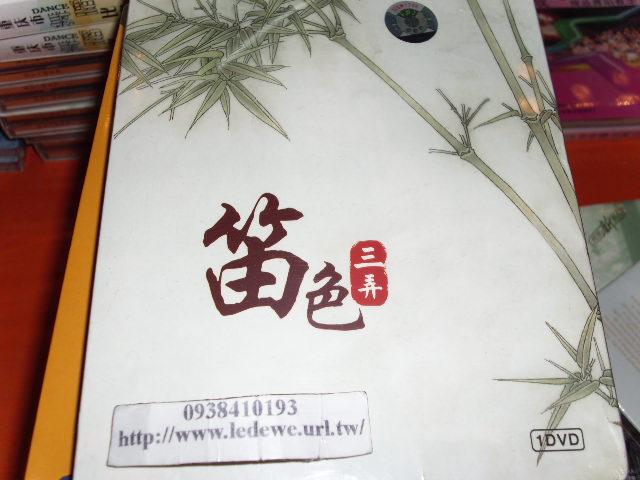 DANCE
DANCE
笛色
三弄
0938410193
http://www.ledewe.url.tw/
1DVD